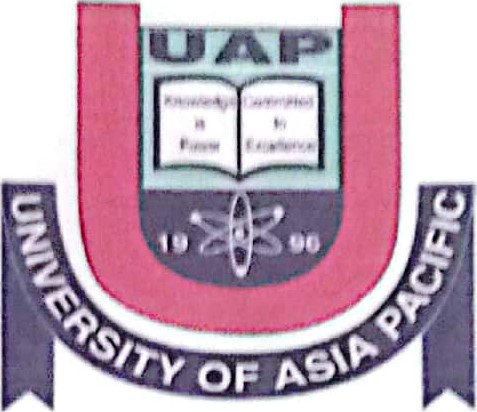 UAP
Knowledge
is
Power
Committed
to
Excellence
19 96
UNIVERSITY OF ASIA PACIFIC